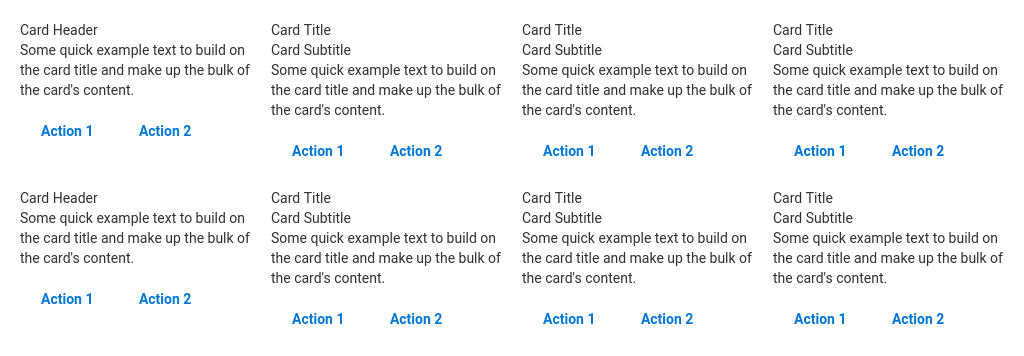 Card Header
Some quick example text to build on
the card title and make up the bulk of
the card's content.
Action 1 Action 2
Card Title
Card Subtitle
Some quick example text to build on
the card title and make up the bulk of
the card's content.
Action 1 Action 2
Card Title
Card Subtitle
Some quick example text to build on
the card title and make up the bulk of
the card's content.
Action 1 Action 2
Card Title
Card Subtitle
Some quick example text to build on
the card title and make up the bulk of
the card's content.
Action 1 Action 2
Card Header
Some quick example text to build on
the card title and make up the bulk of
the card's content.
Action 1 Action 2
Card Title
Card Subtitle
Some quick example text to build on
the card title and make up the bulk of
the card's content.
Action 1 Action 2
Card Title
Card Subtitle
Some quick example text to build on
the card title and make up the bulk of
the card's content.
Action 1 Action 2
Card Title
Card Subtitle
Some quick example text to build on
the card title and make up the bulk of
the card's content.
Action 1 Action 2